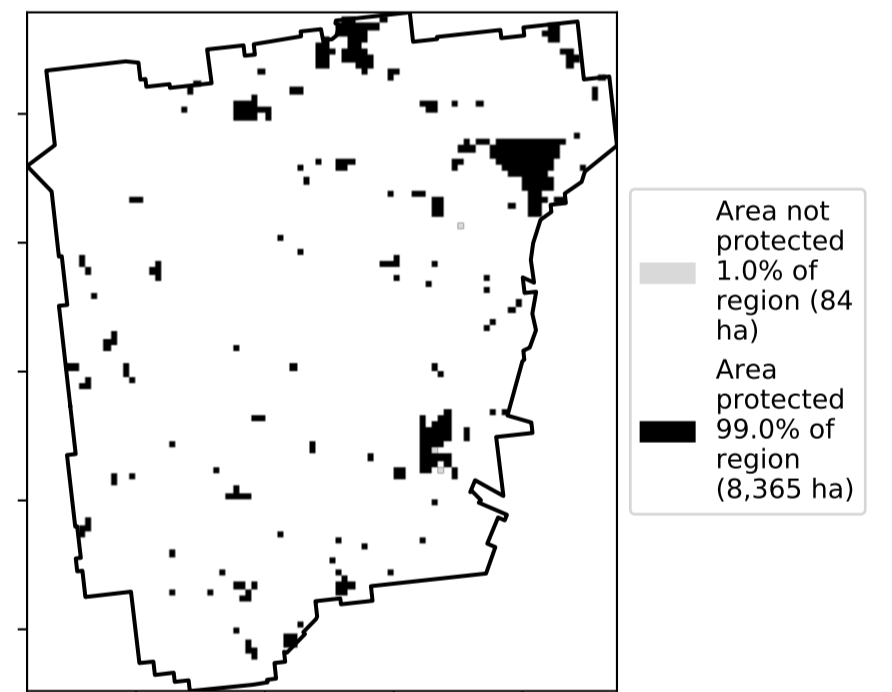 Area not
protected
1.0% of
region (84
ha)
Area
protected
99.0% of
region
(8,365 ha)